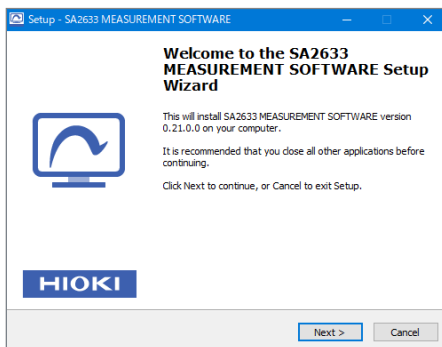 Setup - SA2633 MEASUREMENT SOFTWARE
Welcome to the SA2633
MEASUREMENT SOFTWARE Setup
Wizard
This will install SA2633 MEASUREMENT SOFTWARE version
0.21.0.0 on your computer.
It is recommended that you close all other applications before
continuing.
Click Next to continue, or Cancel to exit Setup.
HIOKI
Next >
Cancel